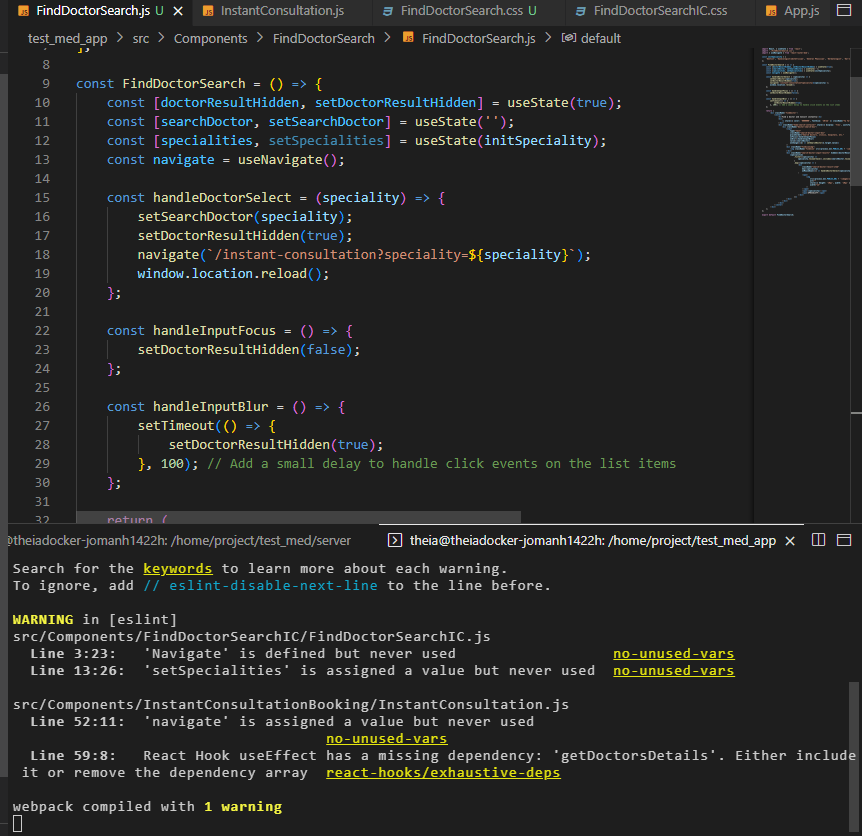 JS FindDoctorSearch.js U ✕ JS InstantConsultation.js FindDoctorSearch.css U FindDoctorSearchIC.css JS App.js
test_med_app > src > Components > FindDoctorSearch > JS FindDoctorSearch.js > default
7 ];
8
9 const FindDoctorSearch = () => {
10 const [doctorResultHidden, setDoctorResultHidden] = useState(true);
11 const [searchDoctor, setSearchDoctor] = useState('');
12 const [specialities, setSpecialities] = useState(initSpeciality);
13 const navigate = useNavigate();
14
15 const handleDoctorSelect = (speciality) => {
16 setSearchDoctor(speciality);
17 setDoctorResultHidden(true);
18 navigate(`/instant-consultation?speciality=${speciality}`);
19 window.location.reload();
20 };
21
22 const handleInputFocus = () => {
23 setDoctorResultHidden(false);
24 };
25
26 const handleInputBlur = () => {
27 setTimeout(() => {
28 setDoctorResultHidden(true);
29 }, 100); // Add a small delay to handle click events on the list items
30 };
31
32 return (
@theiadocker-jomanh1422h: /home/project/test_med/server theia@theiadocker-jomanh1422h: /home/project/test_med_app ✕
Search for the keywords to learn more about each warning.
To ignore, add // eslint-disable-next-line to the line before.
WARNING in [eslint]
src/Components/FindDoctorSearchIC/FindDoctorSearchIC.js
Line 3:23: 'Navigate' is defined but never used no-unused-vars
Line 13:26: 'setSpecialities' is assigned a value but never used no-unused-vars
src/Components/InstantConsultationBooking/InstantConsultation.js
Line 52:11: 'navigate' is assigned a value but never used
no-unused-vars
Line 59:8: React Hook useEffect has a missing dependency: 'getDoctorsDetails'. Either include
it or remove the dependency array react-hooks/exhaustive-deps
webpack compiled with 1 warning